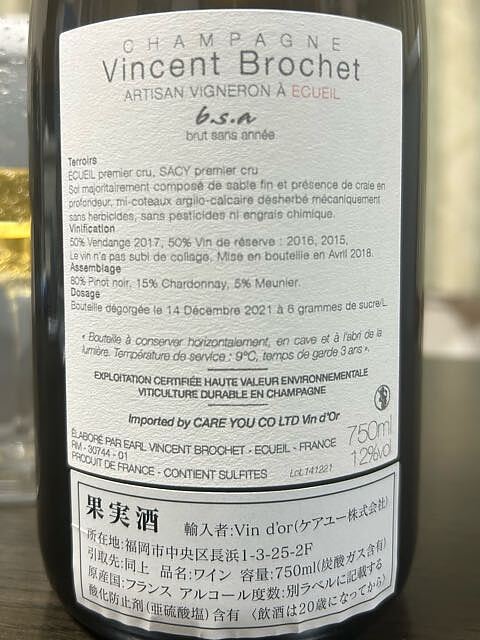 CHAMPAGNE
Vincent Brochet
ARTISAN VIGNERON À ECUEIL
b.s.a
brut sans année
Terroirs
ECUEIL premier cru, SACY premier cru
Sol majoritairement composé de sable fin et présence de craie en
profondeur, mi-coteaux argilo-calcaire désherbé mécaniquement
sans herbicides, sans pesticides ni engrais chimique.
Vinification
50% Vendange 2017, 50% Vin de réserve : 2016, 2015,
Le vin n'a pas subi de collage, Mise en bouteille en Avril 2018.
Assemblage
80% Pinot noir, 15% Chardonnay, 5% Meunier.
Dosage
Bouteille dégorgée le 14 Décembre 2021 à 6 grammes de sucre/L.
« Bouteille à conserver horizontalement, en cave et à l'abri de la
lumière. Température de service : 9°C, temps de garde 3 ans ».
EXPLOITATION CERTIFIÉE HAUTE VALEUR ENVIRONNEMENTALE
VITICULTURE DURABLE EN CHAMPAGNE
Imported by CARE YOU CO LTD Vin d'Or
ÉLABORÉ PAR EARL VINCENT BROCHET - ECUEIL - FRANCE
RM - 30744 - 01
PRODUIT DE FRANCE - CONTIENT SULFITES
Lot.141221
750ml
12%vol
果実酒 輸入者:Vin d'or(ケアユー株式会社)
所在地:福岡市中央区長浜1-3-25-2F
引取先:同上 品名:ワイン 容量:750ml(炭酸ガス含有)
原産国:フランス アルコール度数:別ラベルに記載する
酸化防止剤(亜硫酸塩)含有 〈飲酒は20歳になってから〉